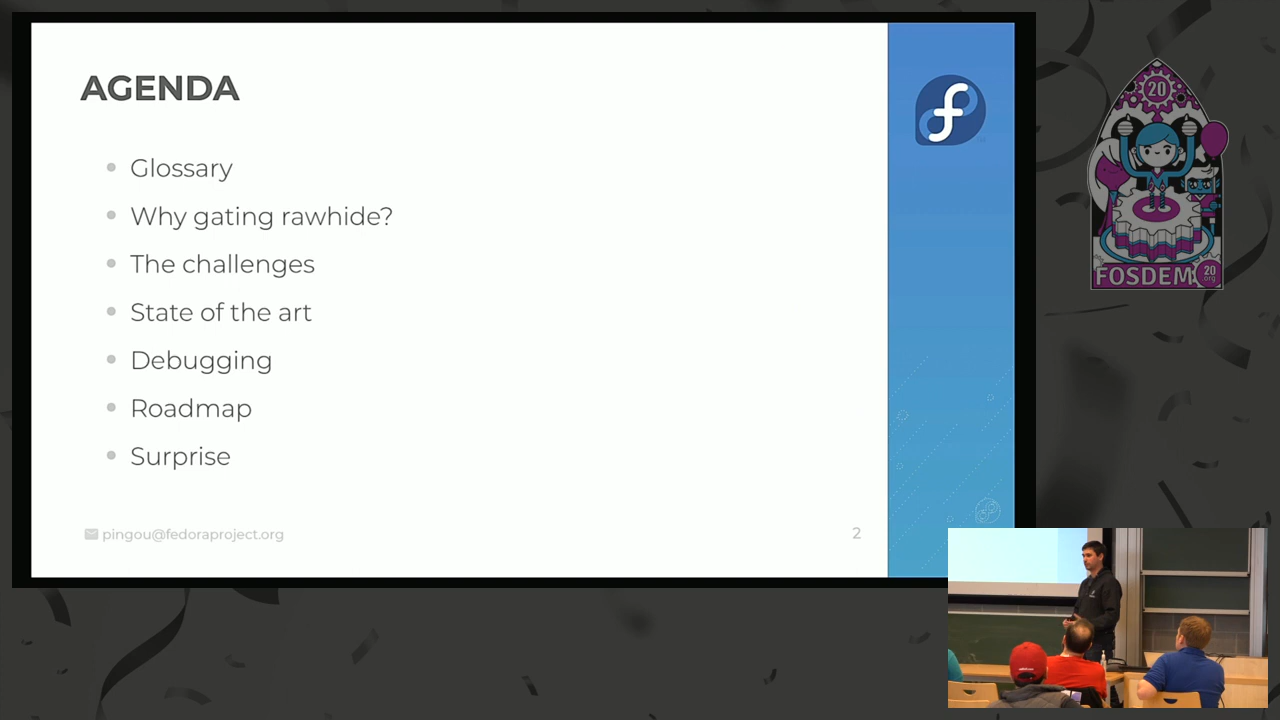 AGENDA
Glossary
Why gating rawhide?
The challenges
State of the art
Debugging
Roadmap
Surprise
pingou@fedoraproject.org
2
20
FOSDEM
20
.org